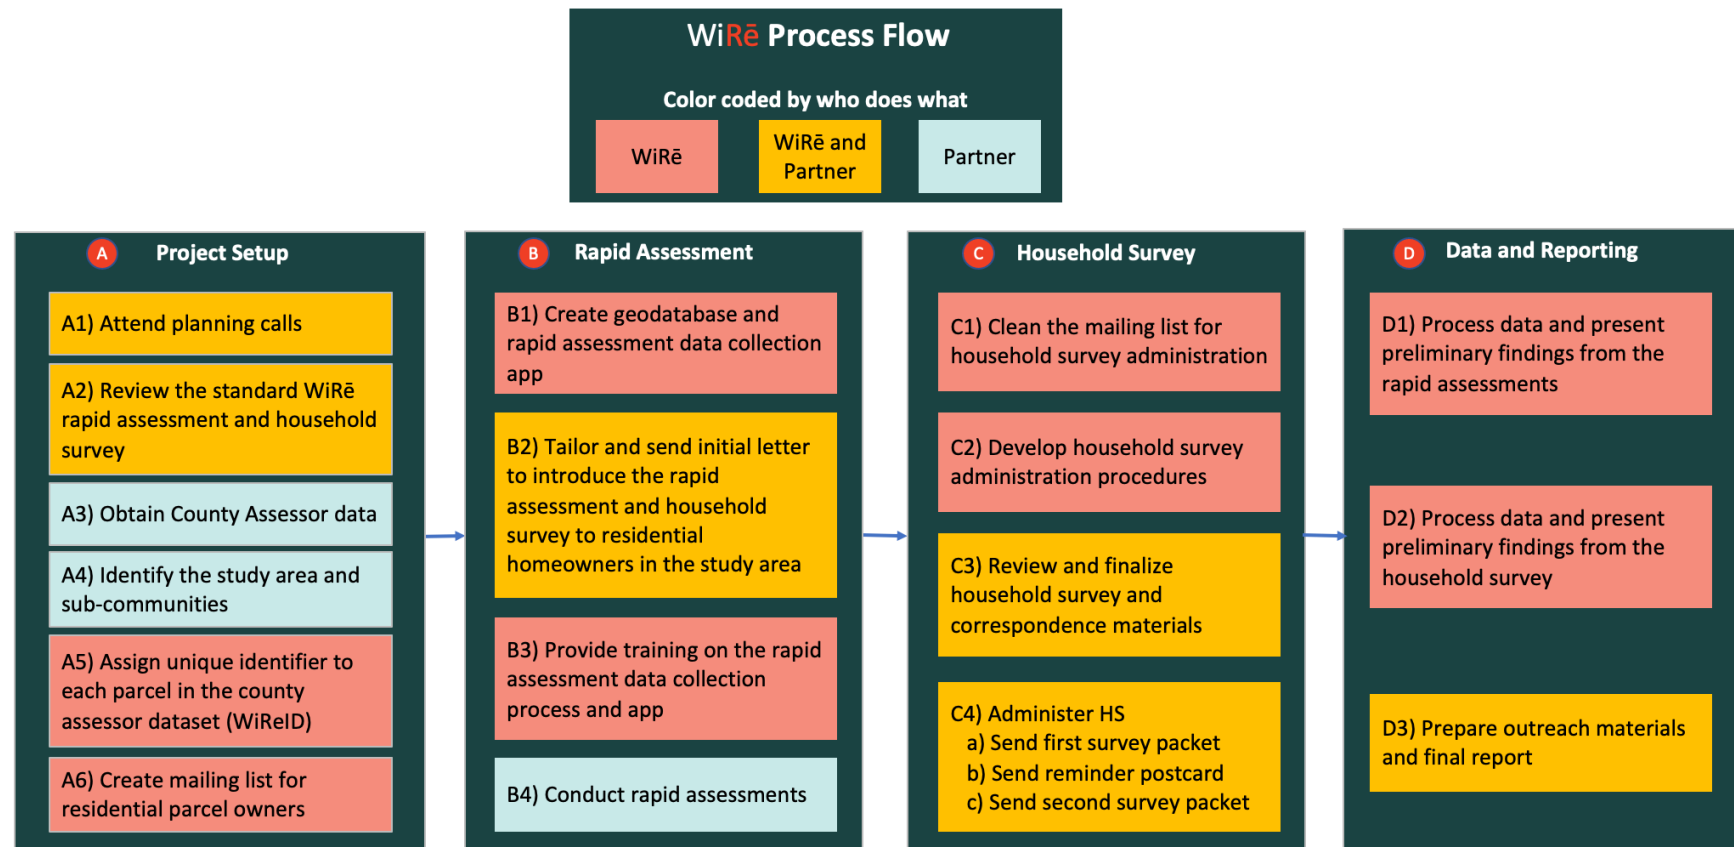 WiRē Process Flow
Color coded by who does what
WiRē
WiRē and
Partner
Partner
A
Project Setup
A1) Attend planning calls
A2) Review the standard WiRē
rapid assessment and household
survey
A3) Obtain County Assessor data
A4) Identify the study area and
sub-communities
A5) Assign unique identifier to
each parcel in the county
assessor dataset (WiReID)
A6) Create mailing list for
residential parcel owners
B
Rapid Assessment
B1) Create geodatabase and
rapid assessment data collection
app
B2) Tailor and send initial letter
to introduce the rapid
assessment and household
survey to residential
homeowners in the study area
B3) Provide training on the rapid
assessment data collection
process and app
B4) Conduct rapid assessments
C
Household Survey
C1) Clean the mailing list for
household survey administration
C2) Develop household survey
administration procedures
C3) Review and finalize
household survey and
correspondence materials
C4) Administer HS
a) Send first survey packet
b) Send reminder postcard
c) Send second survey packet
D
Data and Reporting
D1) Process data and present
preliminary findings from the
rapid assessments
D2) Process data and present
preliminary findings from the
household survey
D3) Prepare outreach materials
and final report